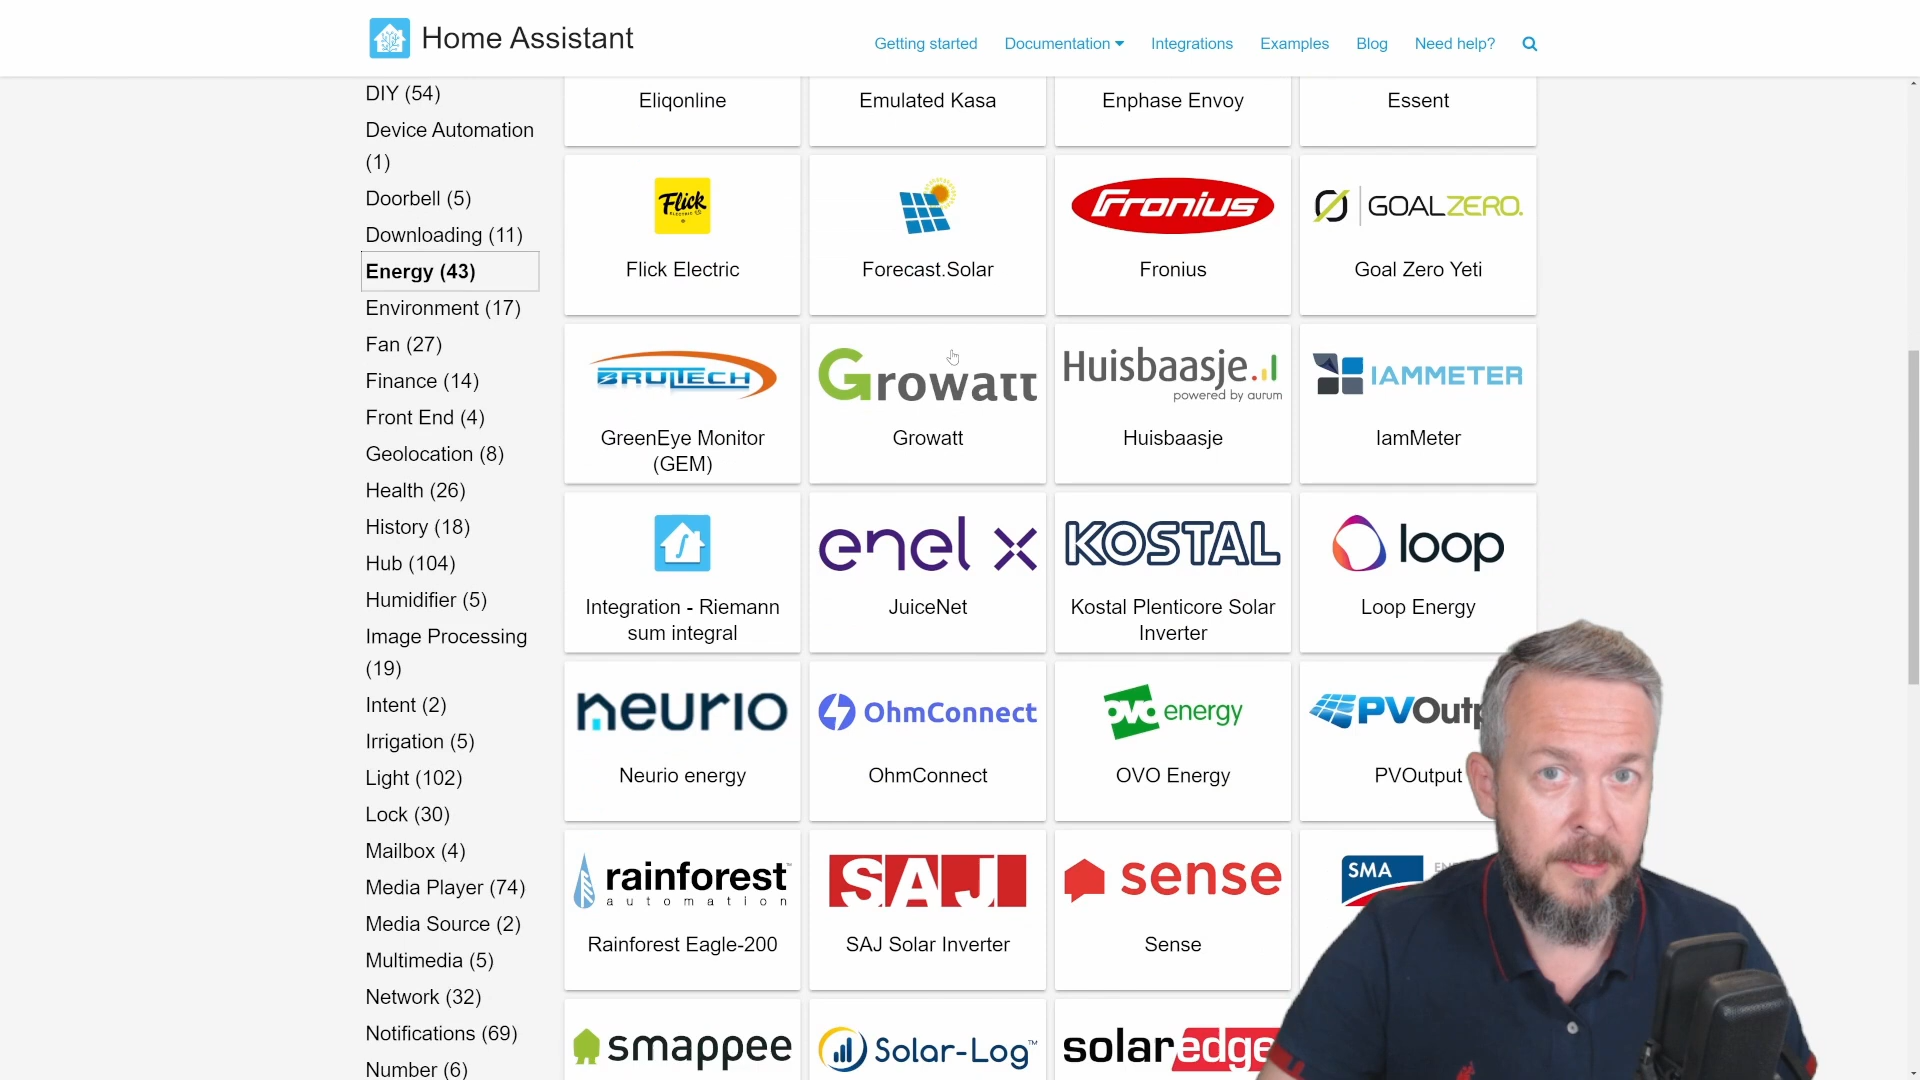 Home Assistant
Getting started
Documentation
Integrations
Examples
Blog
Need help?
DIY (54)
Device Automation
(1)
Doorbell (5)
Downloading (11)
Energy (43)
Environment (17)
Fan (27)
Finance (14)
Front End (4)
Geolocation (8)
Health (26)
History (18)
Hub (104)
Humidifier (5)
Image Processing
(19)
Intent (2)
Irrigation (5)
Light (102)
Lock (30)
Mailbox (4)
Media Player (74)
Media Source (2)
Multimedia (5)
Network (32)
Notifications (69)
Number (6)
Eliqonline
Emulated Kasa
Enphase Envoy
Essent
Flick
ELECTRIC CO
Flick Electric
Forecast.Solar
Fronius
Fronius
GOALZERO.
Goal Zero Yeti
BRULTECH
GreenEye Monitor
(GEM)
Growatt
Growatt
Huisbaasje
powered by aurum
Huisbaasje
IAMMETER
IamMeter
Integration - Riemann
sum integral
enel x
JuiceNet
KOSTAL
Kostal Plenticore Solar
Inverter
loop
Loop Energy
neurio
Neurio energy
OhmConnect
OhmConnect
ovo energy
OVO Energy
PVOutp
PVOutput
rainforest™
automation
Rainforest Eagle-200
SAJ
SAJ Solar Inverter
sense
Sense
SMA
smappee
Solar-Log™
solaredge